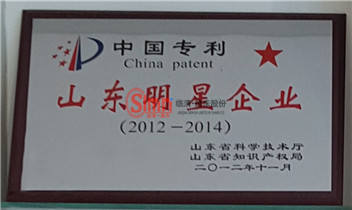 中国专利
China patent
山东明星企业
(2012-2014)
山东省科学技术厅
山东省知识产权局
二〇一二年十一月